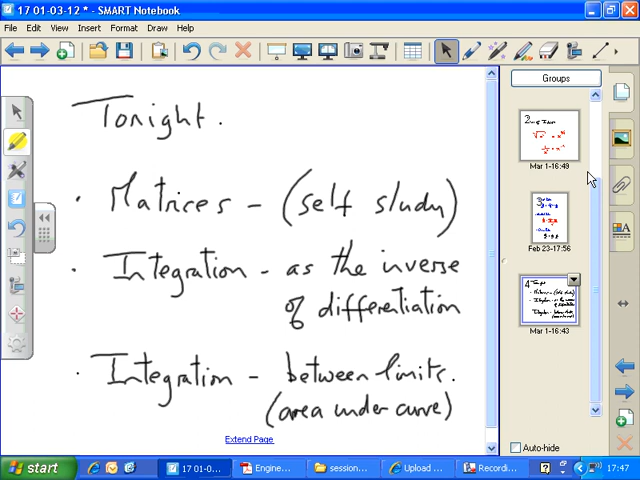 17 01-03-12 * - SMART Notebook
File Edit View Insert Format Draw Help
Tonight.
· Matrices - (self study)
· Integration - as the inverse
of differentiation
· Integration - between limits.
(area under curve)
Extend Page
Groups
Mar 1-16:49
Feb 23-17:56
Mar 1-16:43
Auto-hide
start
17 01-...
Engine...
session...
Upload ...
Recordi...
17:47